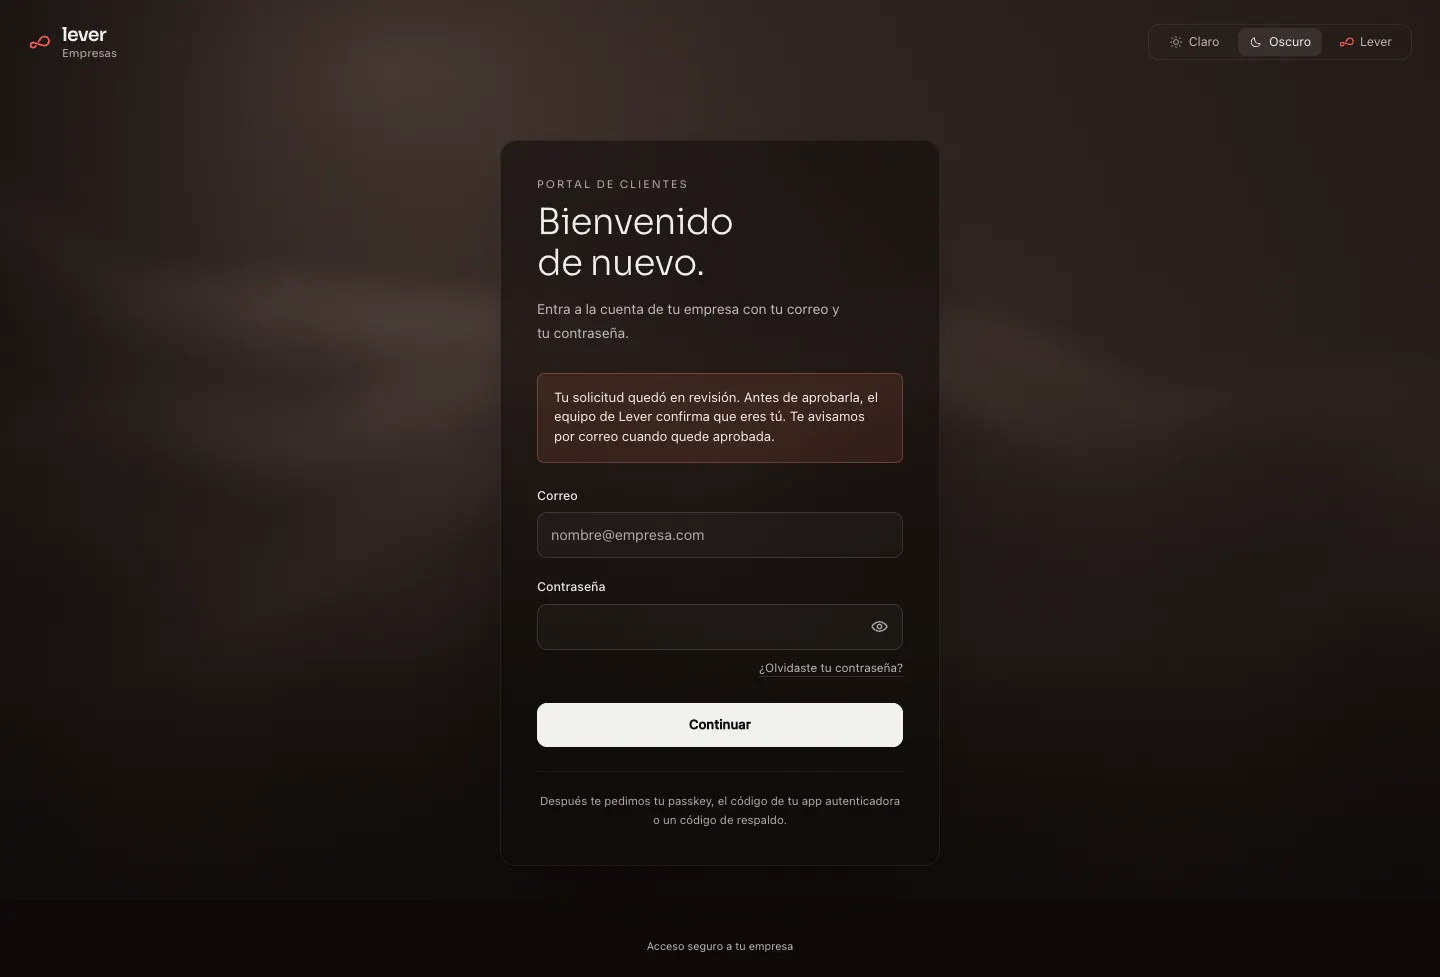 lever
Empresas
Claro
Oscuro
Lever
PORTAL DE CLIENTES
Bienvenido
de nuevo.
Entra a la cuenta de tu empresa con tu correo y
tu contraseña.
Tu solicitud quedó en revisión. Antes de aprobarla, el
equipo de Lever confirma que eres tú. Te avisamos
por correo cuando quede aprobada.
Correo
nombre@empresa.com
Contraseña
¿Olvidaste tu contraseña?
Continuar
Después te pedimos tu passkey, el código de tu app autenticadora
o un código de respaldo.
Acceso seguro a tu empresa